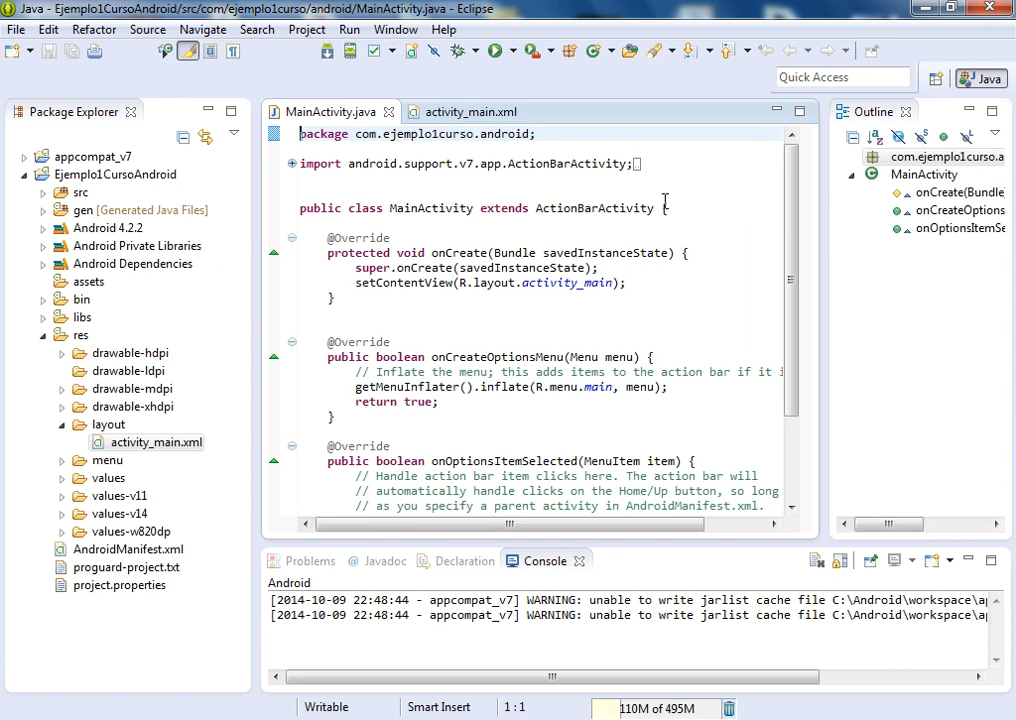 Java - Ejemplo1CursoAndroid/src/com/ejemplo1curso/android/MainActivity.java - Eclipse
File Edit Refactor Source Navigate Search Project Run Window Help
Quick Access
Java
Package Explorer
appcompat_v7
Ejemplo1CursoAndroid
src
gen [Generated Java Files]
Android 4.2.2
Android Private Libraries
Android Dependencies
assets
bin
libs
res
drawable-hdpi
drawable-ldpi
drawable-mdpi
drawable-xhdpi
layout
activity_main.xml
menu
values
values-v11
values-v14
values-w820dp
AndroidManifest.xml
proguard-project.txt
project.properties
MainActivity.java
activity_main.xml
package com.ejemplo1curso.android;
import android.support.v7.app.ActionBarActivity;
public class MainActivity extends ActionBarActivity {
@Override
protected void onCreate(Bundle savedInstanceState) {
super.onCreate(savedInstanceState);
setContentView(R.layout.activity_main);
}
@Override
public boolean onCreateOptionsMenu(Menu menu) {
// Inflate the menu; this adds items to the action bar if it i
getMenuInflater().inflate(R.menu.main, menu);
return true;
}
@Override
public boolean onOptionsItemSelected(MenuItem item) {
// Handle action bar item clicks here. The action bar will
// automatically handle clicks on the Home/Up button, so long
// as you specify a parent activity in AndroidManifest.xml.
Outline
com.ejemplo1curso.a
MainActivity
onCreate(Bundle
onCreateOptions
onOptionsItemSe
Problems
@ Javadoc
Declaration
Console
Android
[2014-10-09 22:48:44 - appcompat_v7] WARNING: unable to write jarlist cache file C:\Android\workspace\ap
[2014-10-09 22:48:44 - appcompat_v7] WARNING: unable to write jarlist cache file C:\Android\workspace\a
Writable
Smart Insert
1 : 1
110M of 495M